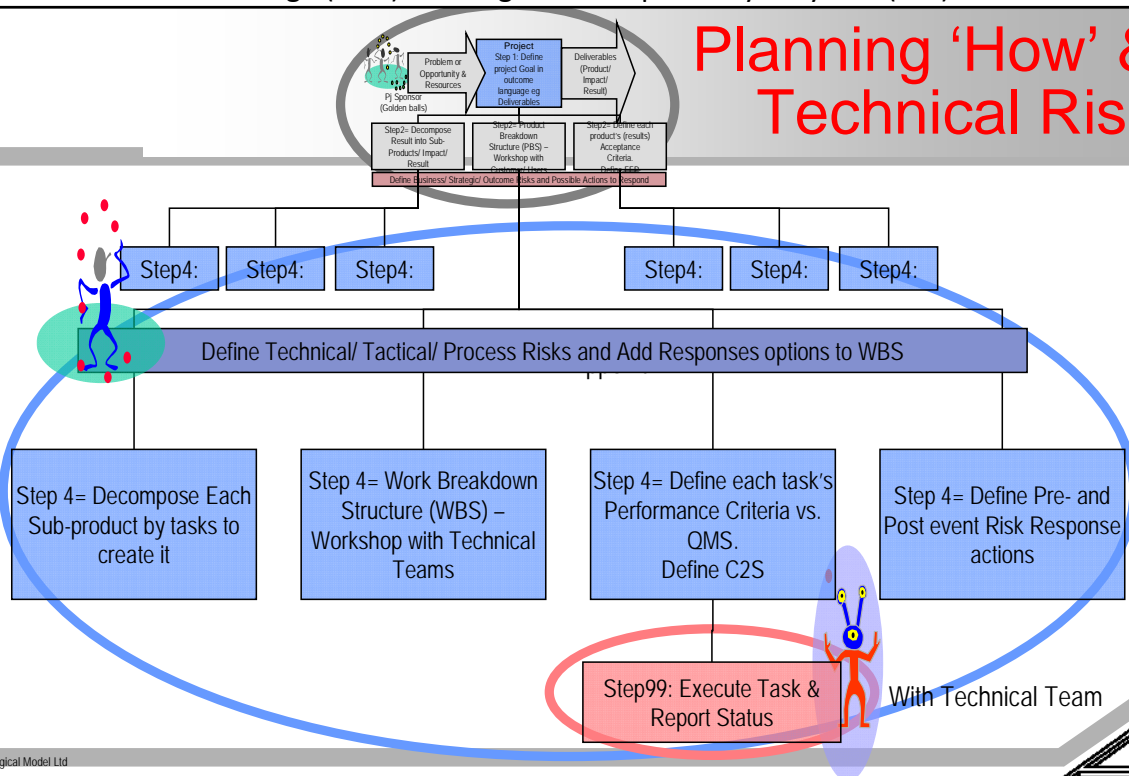 Planning ‘How’ &
Technical Ris
Problem or
Opportunity &
Resources
Project
Step 1: Define
project Goal in
outcome
language eg
Deliverables
Deliverables
(Product/
Impact/
Result)
Pj Sponsor
(Golden balls)
Step2= Decompose
Result into Sub-
Products/ Impact/
Result
Step2= Product
Breakdown
Structure (PBS) –
Workshop with
Customer/ Users
Step2= Define each
product's (results)
Acceptance
Criteria.
Define
Define Business/ Strategic/ Outcome Risks and Possible Actions to Respond
Step4:
Step4:
Step4:
Step4:
Step4:
Step4:
Define Technical/ Tactical/ Process Risks and Add Responses options to WBS
Step 4= Decompose Each
Sub-product by tasks to
create it
Step 4= Work Breakdown
Structure (WBS) –
Workshop with Technical
Teams
Step 4= Define each task's
Performance Criteria vs.
QMS.
Define C2S
Step 4= Define Pre- and
Post event Risk Response
actions
Step99: Execute Task &
Report Status
With Technical Team
gical Model Ltd